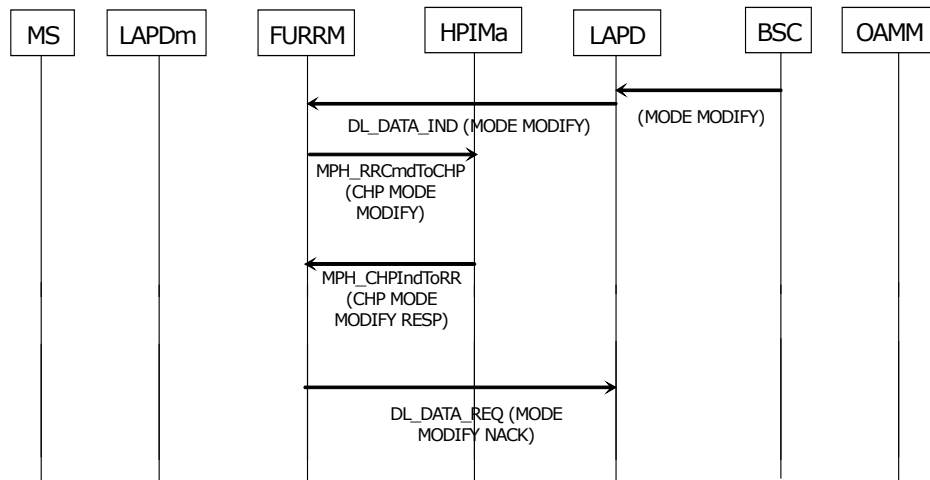 MS LAPDm FURRM HPIMa LAPD BSC OAMM
DL_DATA_IND (MODE MODIFY)
(MODE MODIFY)
MPH_RRCmdToCHP
(CHP MODE
MODIFY)
MPH_CHPIndToRR
(CHP MODE
MODIFY RESP)
DL_DATA_REQ (MODE
MODIFY NACK)